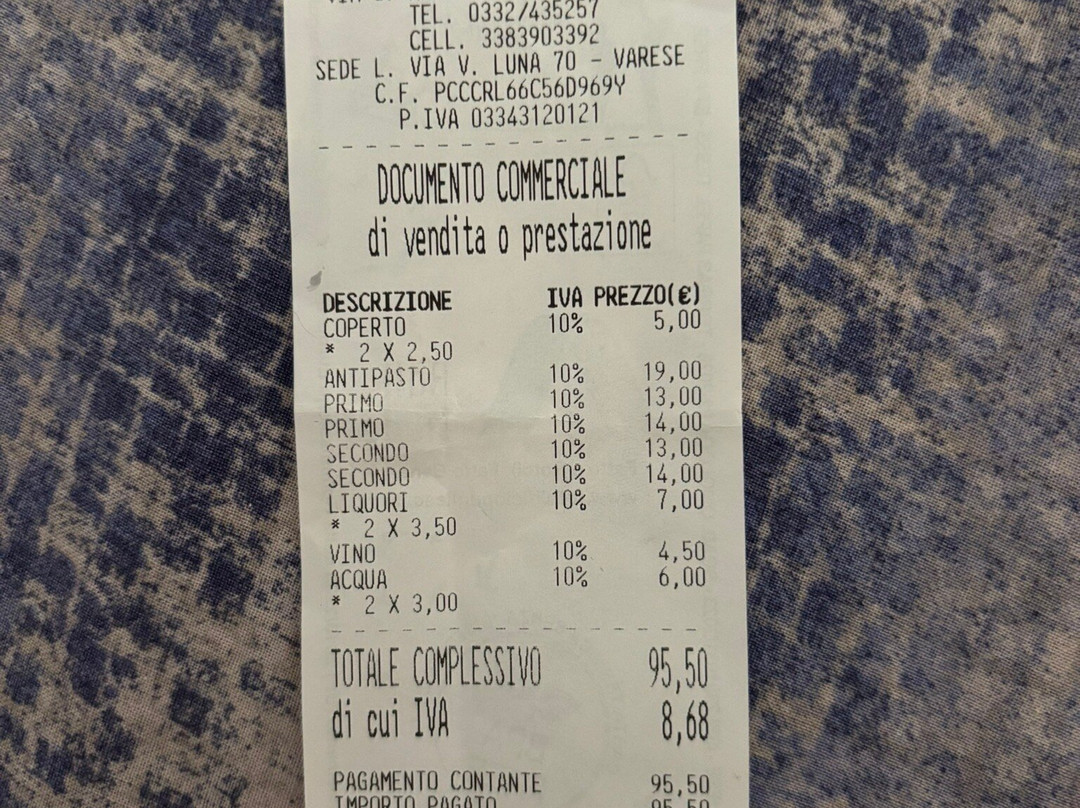 TEL. 0332/435257
CELL. 3383903392
SEDE L. VIA V. LUNA 70 - VARESE
C.F. PCCCRL66C56D969Y
P.IVA 03343120121
DOCUMENTO COMMERCIALE
di vendita o prestazione
DESCRIZIONE IVA PREZZO(€)
COPERTO 10% 5,00
* 2 X 2,50
ANTIPASTO 10% 19,00
PRIMO 10% 13,00
PRIMO 10% 14,00
SECONDO 10% 13,00
SECONDO 10% 14,00
LIQUORI 10% 7,00
* 2 X 3,50
VINO 10% 4,50
ACQUA 10% 6,00
* 2 X 3,00
TOTALE COMPLESSIVO 95,50
di cui IVA 8,68
PAGAMENTO CONTANTE 95,50
IMPORTO PAGATO 95,50